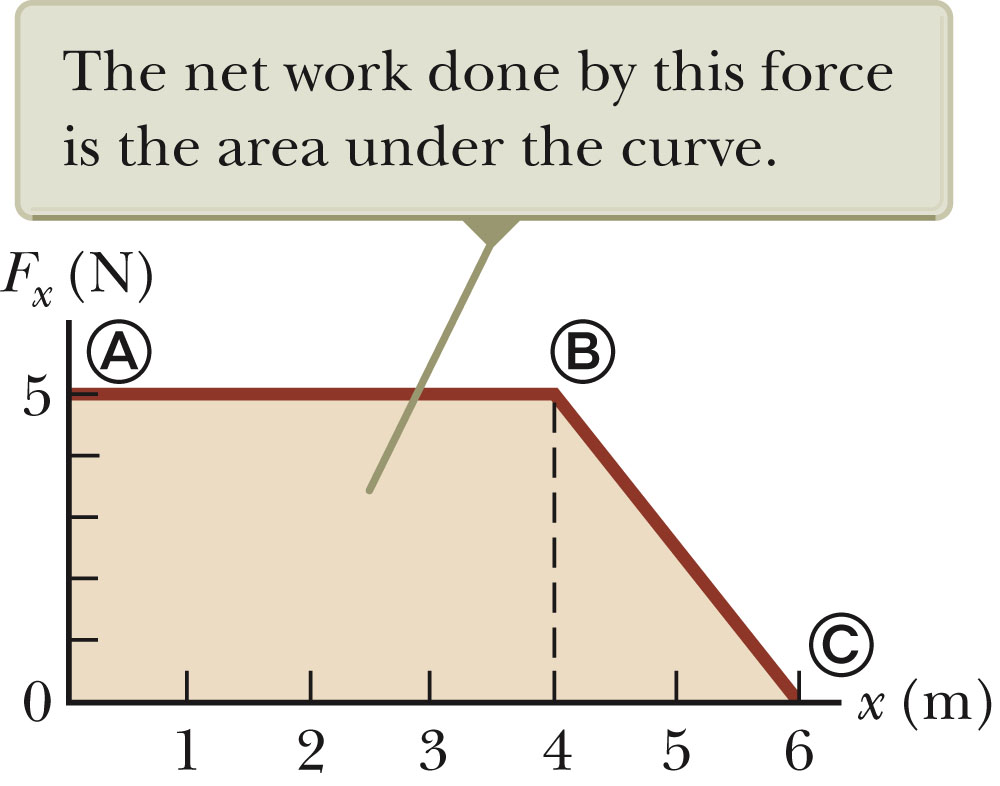 The net work done by this force
is the area under the curve.
Fₓ (N)
A
B
5
C
0
x (m)
1 2 3 4 5 6